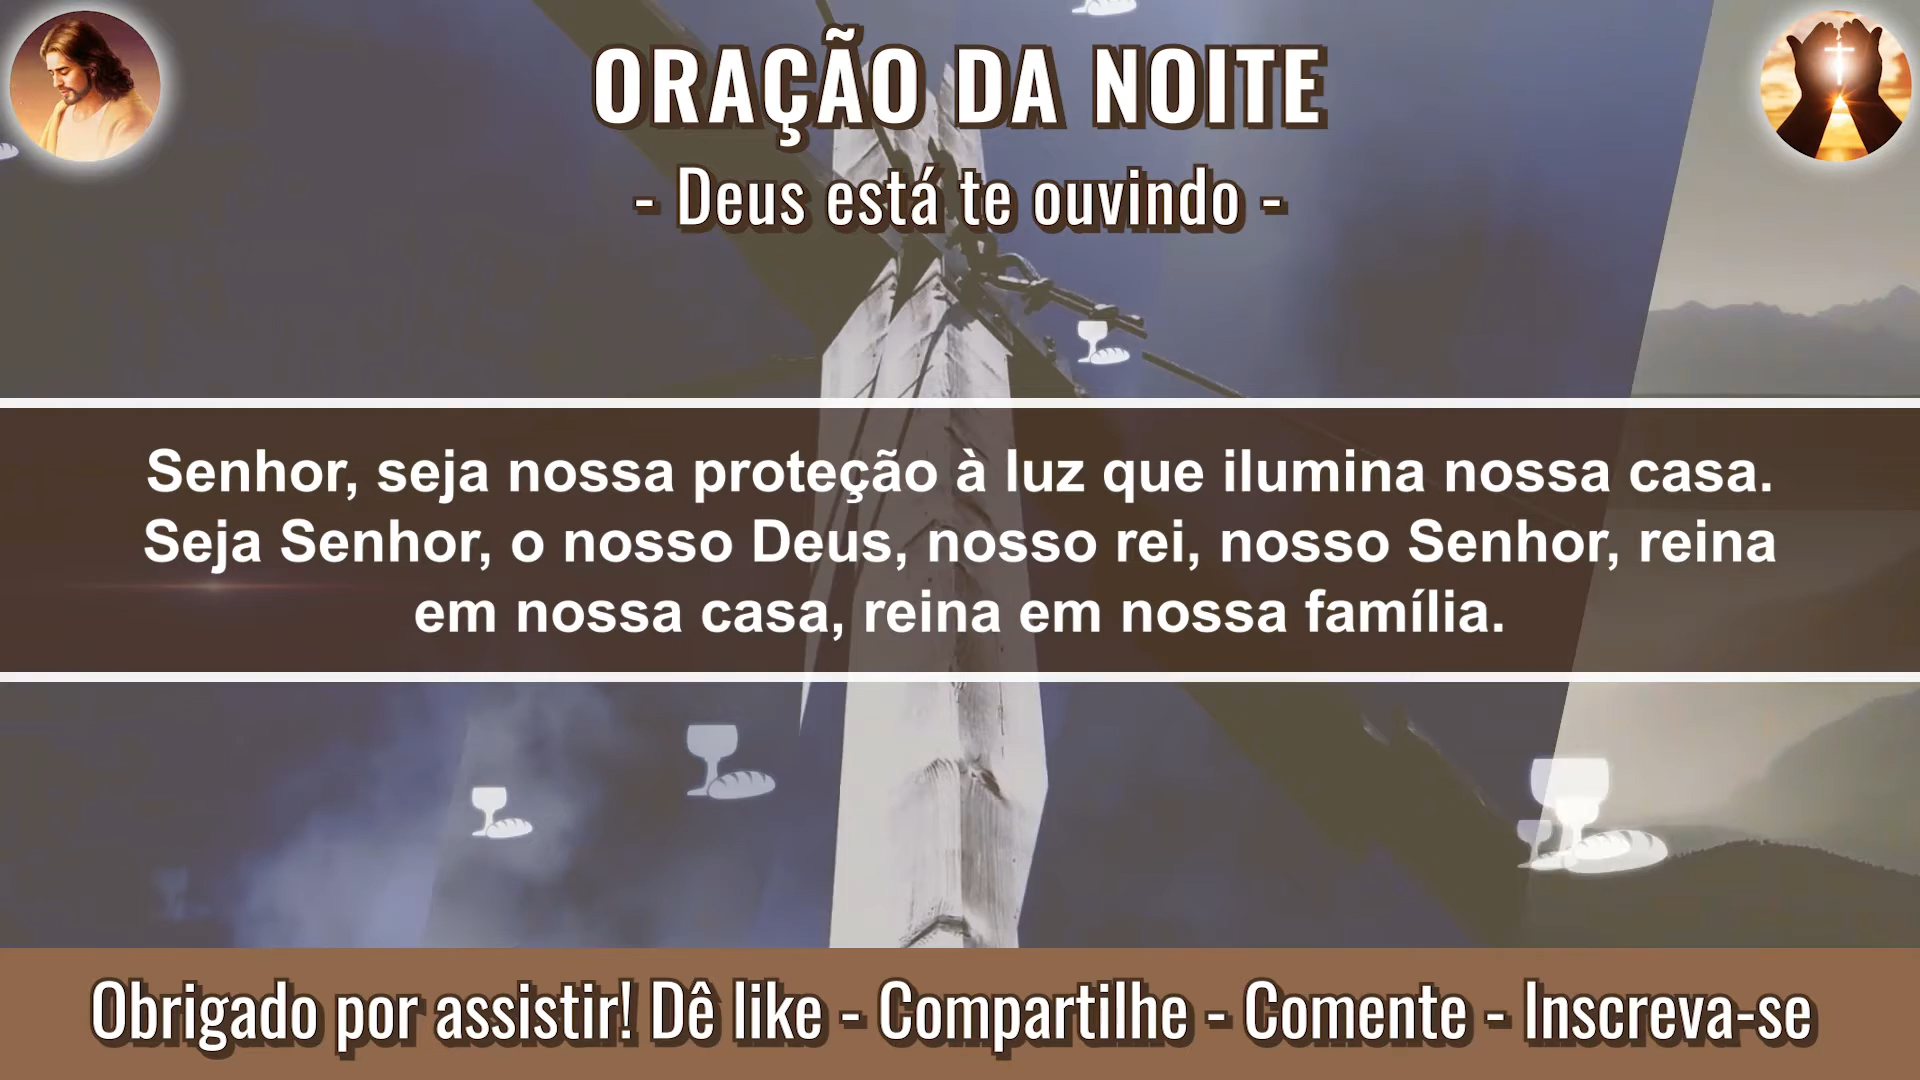 ORAÇÃO DA NOITE
- Deus está te ouvindo -
Senhor, seja nossa proteção à luz que ilumina nossa casa.
Seja Senhor, o nosso Deus, nosso rei, nosso Senhor, reina
em nossa casa, reina em nossa família.
Obrigado por assistir! Dê like - Compartilhe - Comente - Inscreva-se